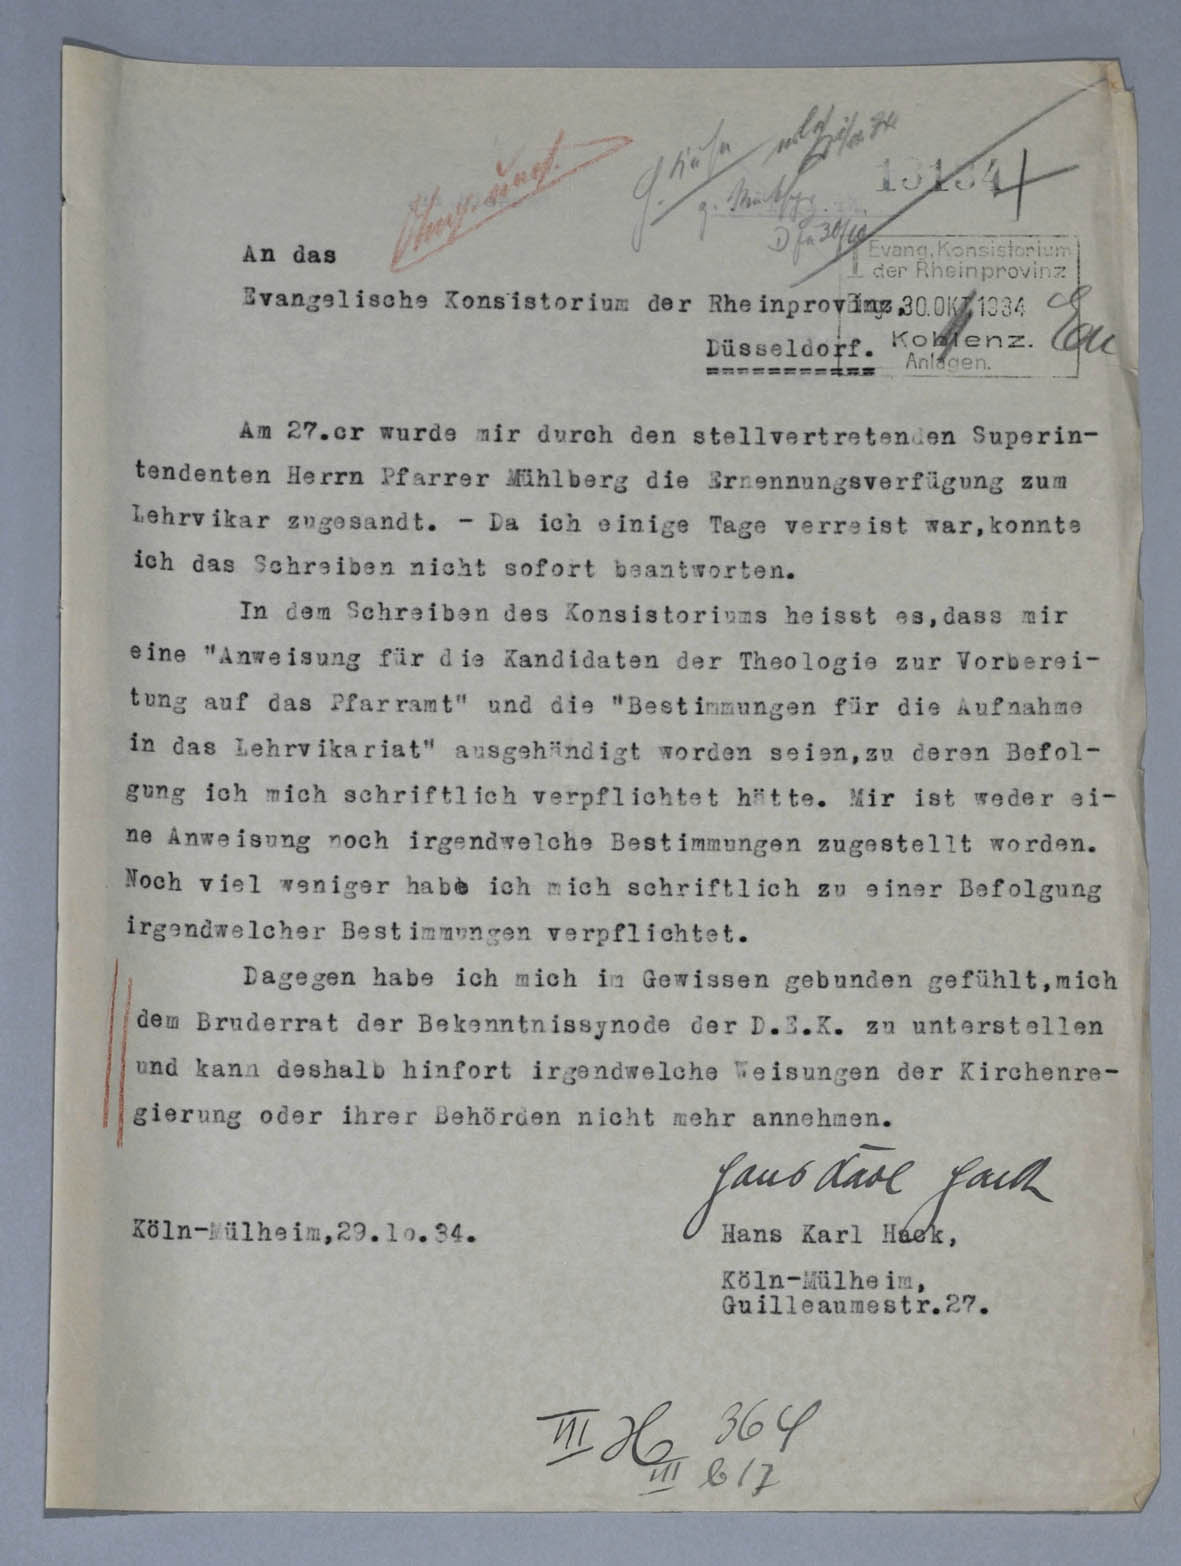 13134
An das
Evangelische Konsistorium der Rheinprovinz,
Düsseldorf.
===========
Evang. Konsistorium
der Rheinprovinz
30.OKT.1934
Koblenz.
Anlagen.
Am 27.cr wurde mir durch den stellvertretenden Superin-
tendenten Herrn Pfarrer Mühlberg die Ernennungsverfügung zum
Lehrvikar zugesandt. - Da ich einige Tage verreist war,konnte
ich das Schreiben nicht sofort beantworten.
In dem Schreiben des Konsistoriums heisst es,dass mir
eine "Anweisung für die Kandidaten der Theologie zur Vorberei-
tung auf das Pfarramt" und die "Bestimmungen für die Aufnahme
in das Lehrvikariat" ausgehändigt worden seien,zu deren Befol-
gung ich mich schriftlich verpflichtet hätte. Mir ist weder ei-
ne Anweisung noch irgendwelche Bestimmungen zugestellt worden.
Noch viel weniger habe ich mich schriftlich zu einer Befolgung
irgendwelcher Bestimmungen verpflichtet.
Dagegen habe ich mich im Gewissen gebunden gefühlt,mich
dem Bruderrat der Bekenntnissynode der D.E.K. zu unterstellen
und kann deshalb hinfort irgendwelche Weisungen der Kirchenre-
gierung oder ihrer Behörden nicht mehr annehmen.
Hans Karl Hack
Köln-Mülheim,29.1o.34.
Hans Karl Hack,
Köln-Mülheim,
Guilleaumestr.27.
III H 364
III b 17